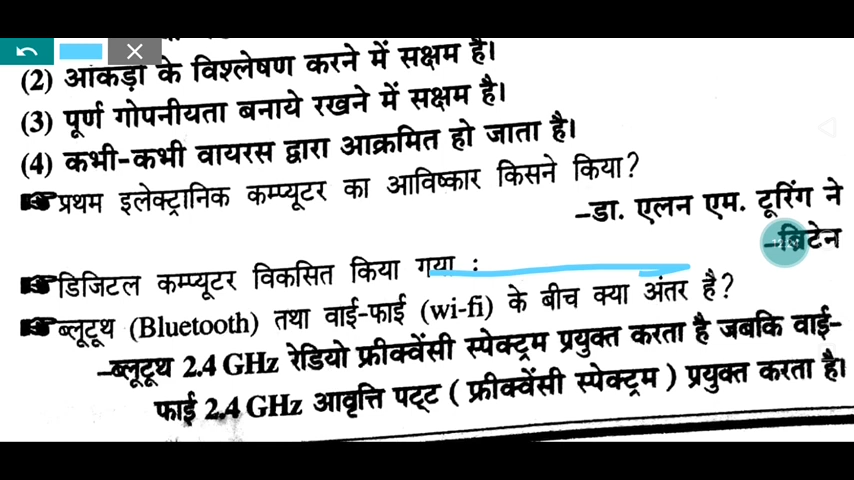 (2) आंकड़ों के विश्लेषण करने में सक्षम है।
(3) पूर्ण गोपनीयता बनाये रखने में सक्षम है।
(4) कभी-कभी वायरस द्वारा आक्रमित हो जाता है।
☞प्रथम इलेक्ट्रानिक कम्प्यूटर का आविष्कार किसने किया?
–डा. एलन एम. टूरिंग ने
☞डिजिटल कम्प्यूटर विकसित किया गया : –ब्रिटेन
☞ब्लूटूथ (Bluetooth) तथा वाई-फाई (wi-fi) के बीच क्या अंतर है?
–ब्लूटूथ 2.4 GHz रेडियो फ्रीक्वेंसी स्पेक्ट्रम प्रयुक्त करता है जबकि वाई-
फाई 2.4 GHz आवृत्ति पट्ट ( फ्रीक्वेंसी स्पेक्ट्रम ) प्रयुक्त करता है।